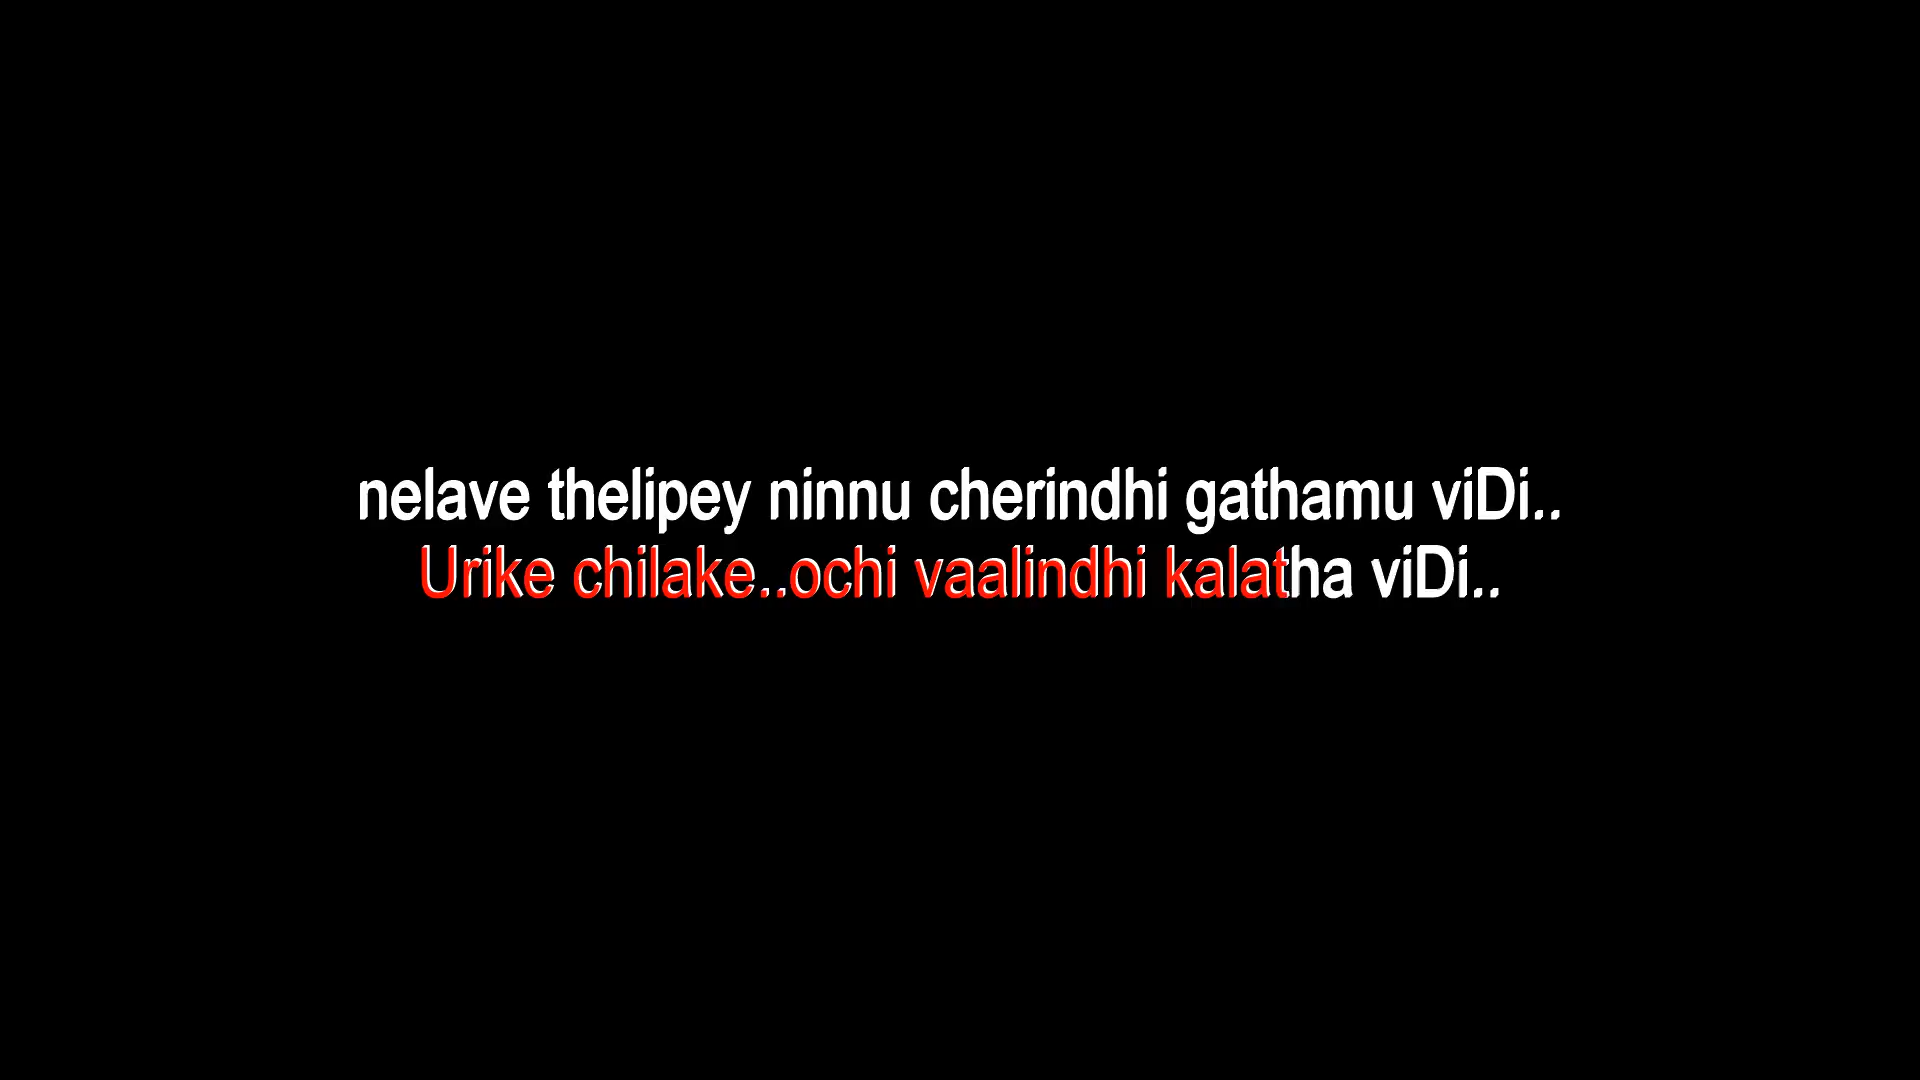 nelave thelipey ninnu cherindhi gathamu viDi..
Urike chilake..ochi vaalindhi kalatha viDi..